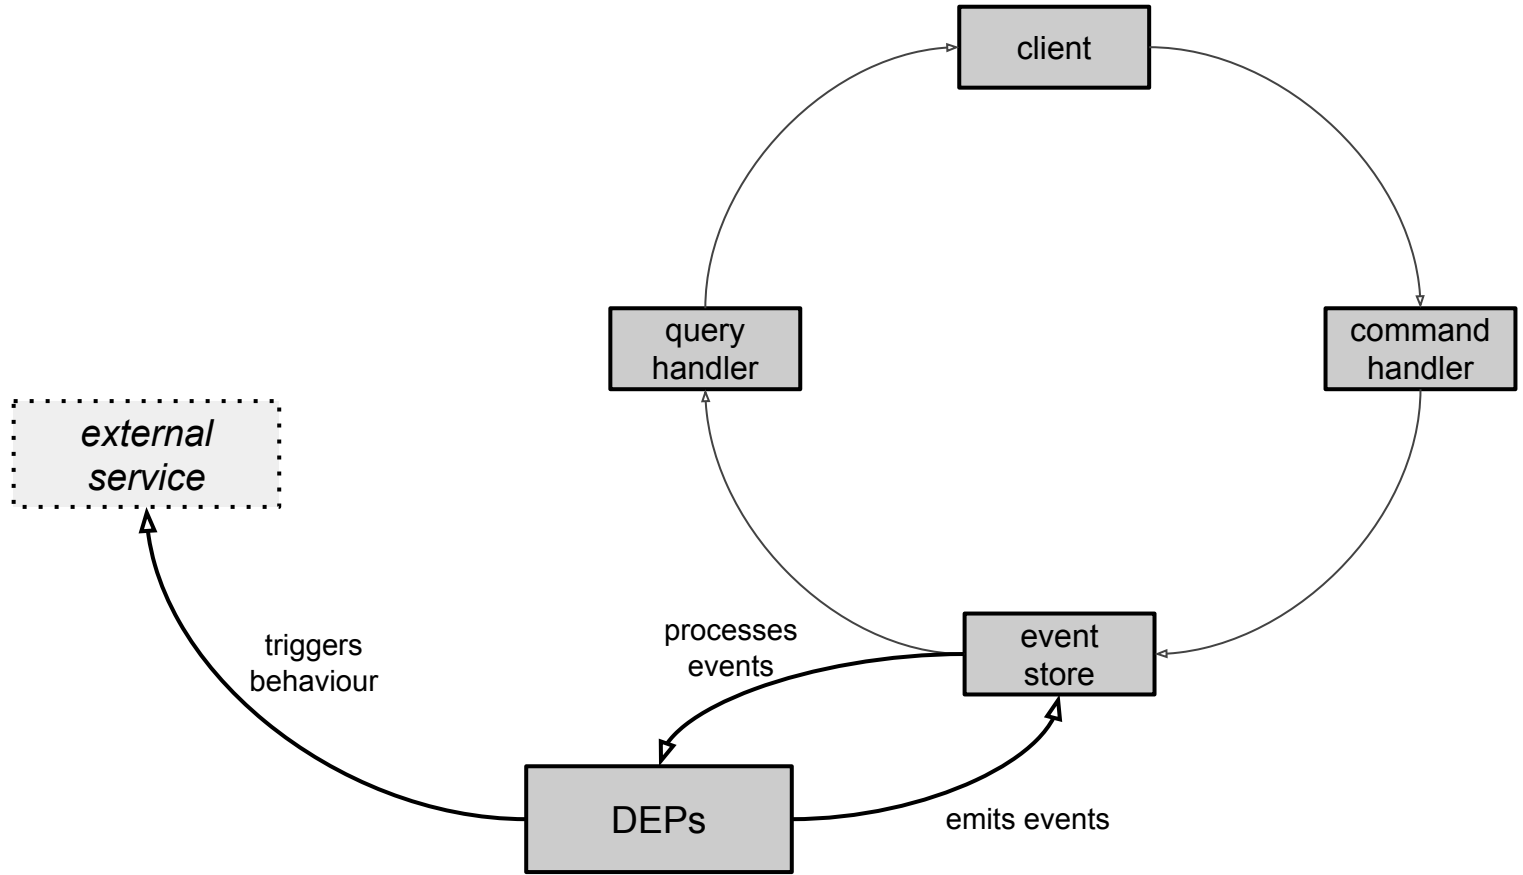 client
query
handler
command
handler
external
service
processes
events
event
store
triggers
behaviour
DEPs
emits events